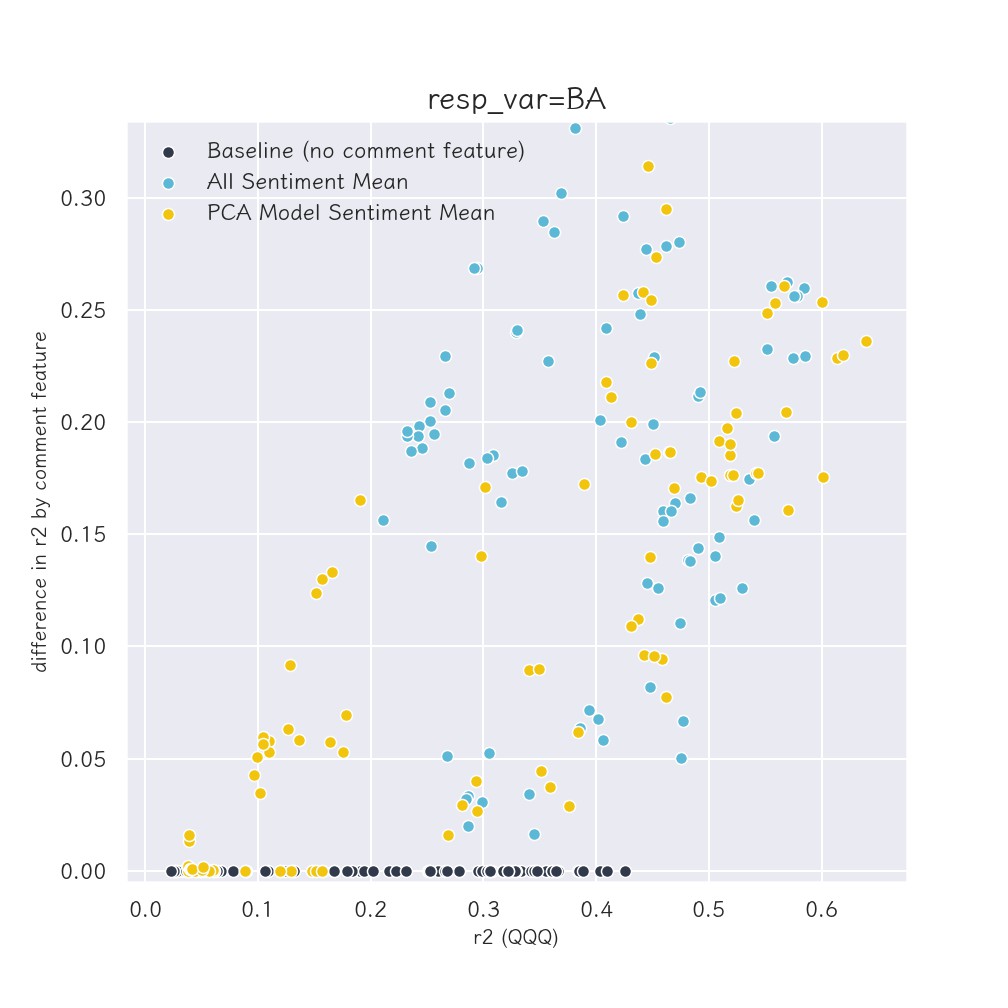 resp_var=BA
Baseline (no comment feature)
All Sentiment Mean
PCA Model Sentiment Mean
difference in r2 by comment feature
0.30
0.25
0.20
0.15
0.10
0.05
0.00
0.0 0.1 0.2 0.3 0.4 0.5 0.6
r2 (QQQ)